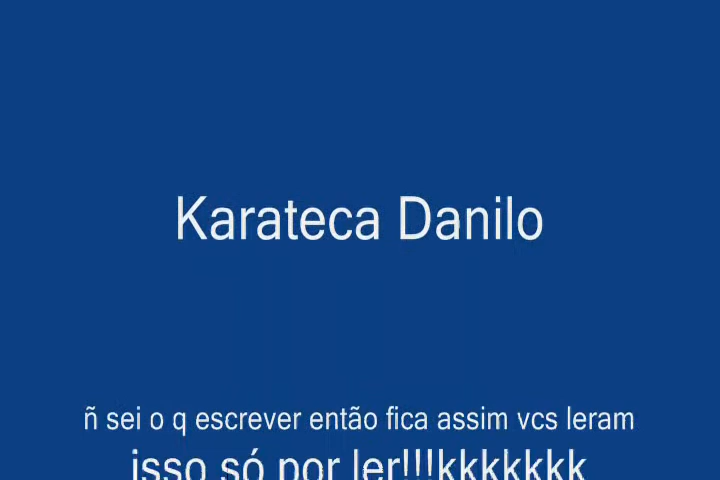 Karateca Danilo
ñ sei o q escrever então fica assim vcs leram
isso só por ler!!!kkkkkkk